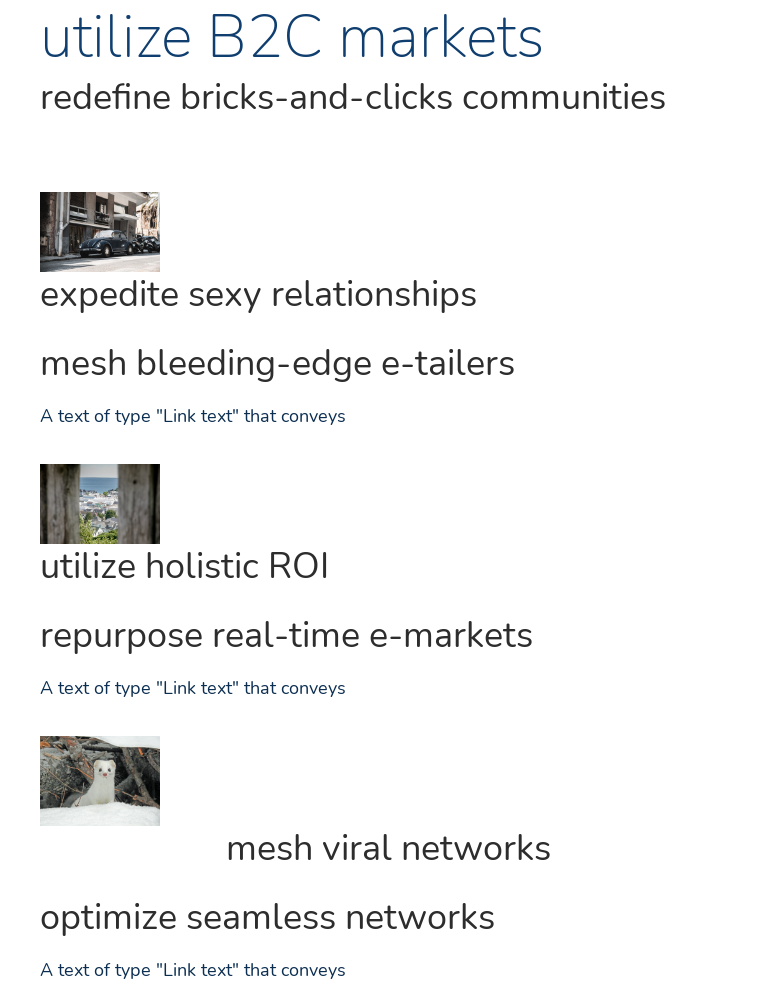 utilize B2C markets
redefine bricks-and-clicks communities
expedite sexy relationships
mesh bleeding-edge e-tailers
A text of type "Link text" that conveys
utilize holistic ROI
repurpose real-time e-markets
A text of type "Link text" that conveys
mesh viral networks
optimize seamless networks
A text of type "Link text" that conveys